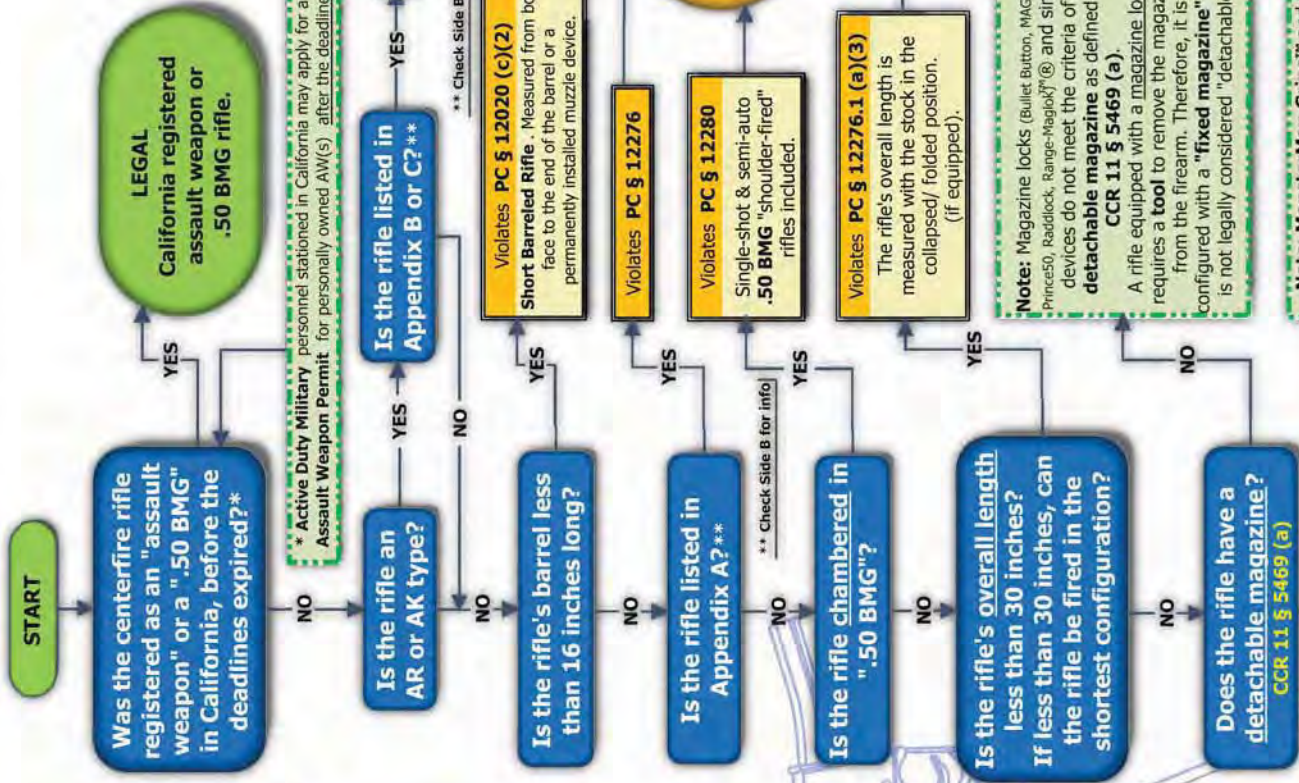 START
Was the centerfire rifle
registered as an "assault
weapon" or a ".50 BMG"
in California, before the
deadlines expired?*
YES
LEGAL
California registered
assault weapon or
.50 BMG rifle.
* Active Duty Military personnel stationed in California may apply for a
Assault Weapon Permit for personally owned AW(s) after the deadline
NO
Is the rifle an
AR or AK type?
YES
Is the rifle listed in
Appendix B or C?**
YES
** Check Side B
NO
NO
Is the rifle's barrel less
than 16 inches long?
YES
Violates PC § 12020 (c)(2)
Short Barreled Rifle . Measured from bo
face to the end of the barrel or a
permanently installed muzzle device.
NO
Is the rifle listed in
Appendix A?**
YES
Violates PC § 12276
** Check Side B for info
NO
Is the rifle chambered in
".50 BMG"?
YES
Violates PC § 12280
Single-shot & semi-auto
.50 BMG "shoulder-fired"
rifles included.
NO
Is the rifle's overall length
less than 30 inches?
If less than 30 inches, can
the rifle be fired in the
shortest configuration?
YES
Violates PC § 12276.1 (a)(3)
The rifle's overall length is
measured with the stock in the
collapsed/ folded position.
(if equipped).
NO
Does the rifle have a
detachable magazine?
CCR 11 § 5469 (a)
NO
Note: Magazine locks (Bullet Button, MAG
Prince50, Raddlock, Range-Maglok)™® and sim
devices do not meet the criteria of
detachable magazine as defined
CCR 11 § 5469 (a).
A rifle equipped with a magazine lo
requires a tool to remove the magaz
from the firearm. Therefore, it is
configured with a "fixed magazine"
is not legally considered "detachable